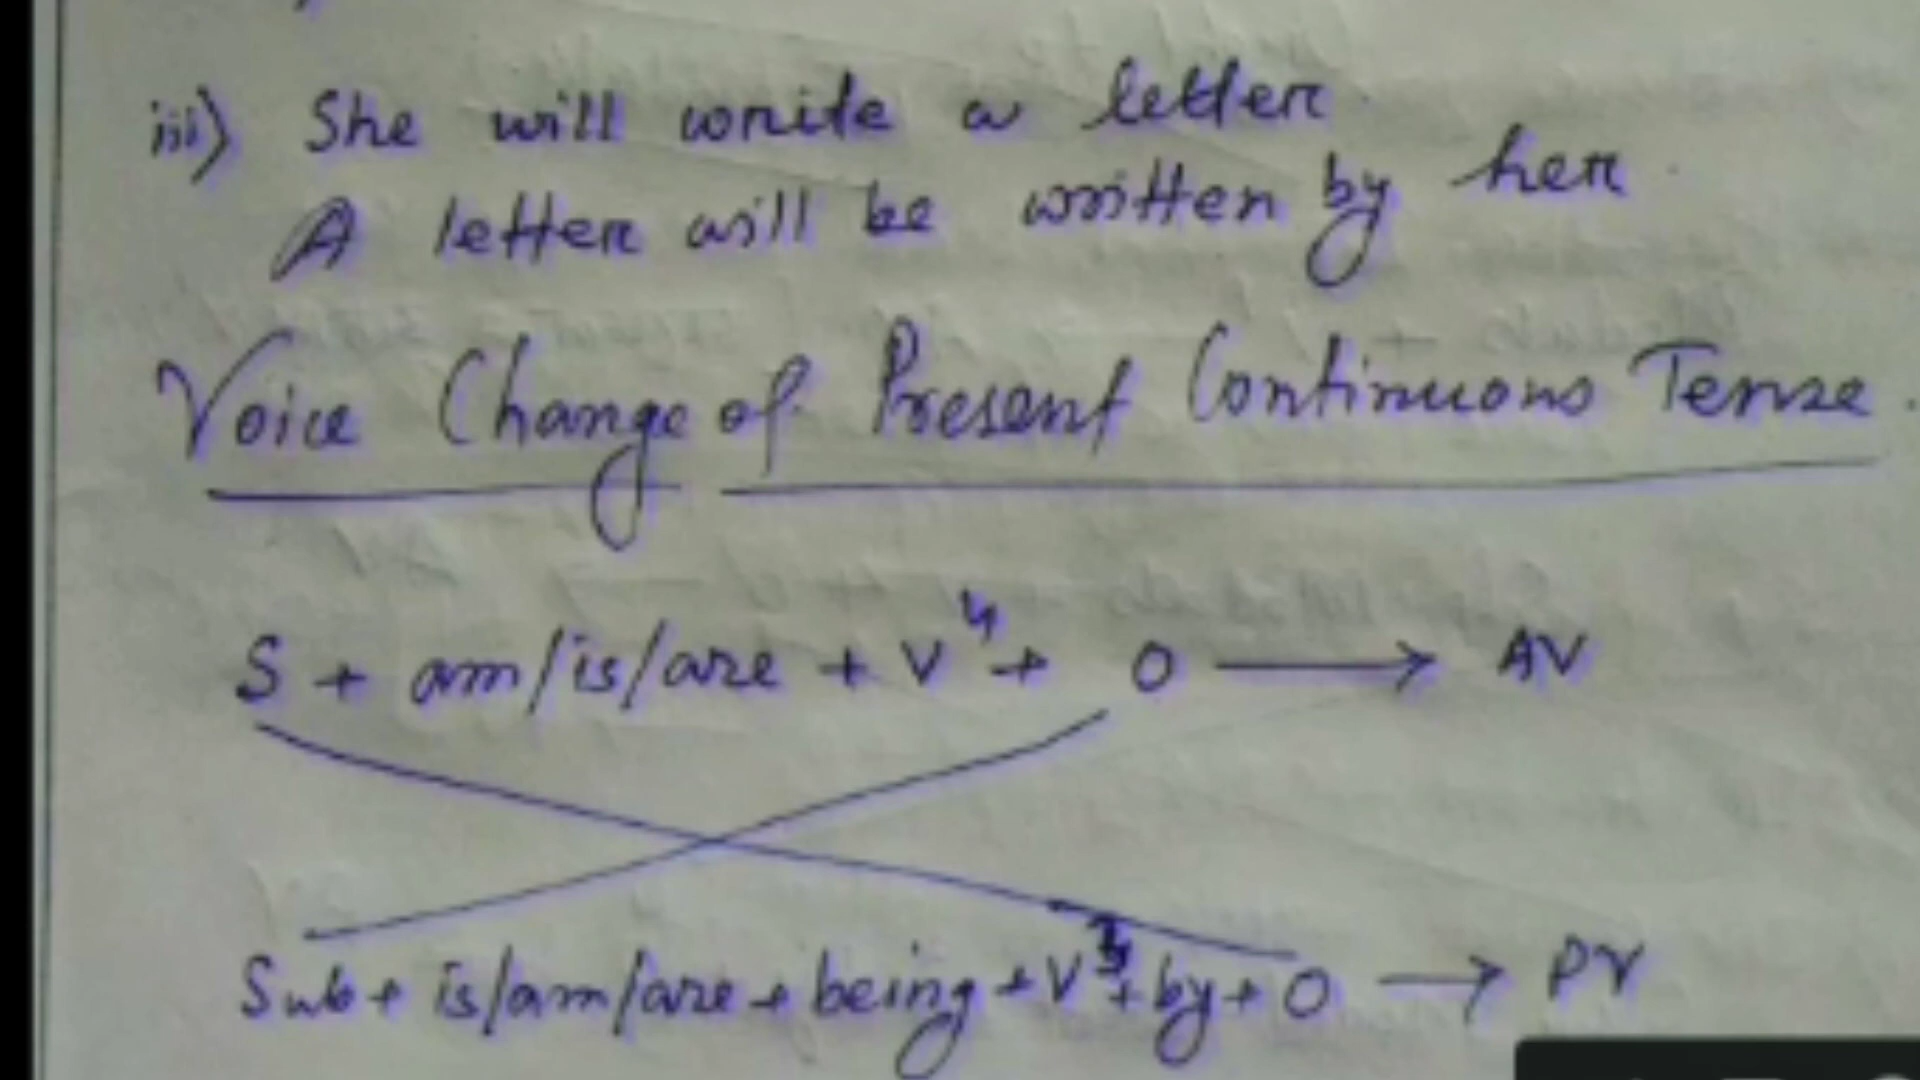 iii) She will write a letter.
A letter will be written by her.
Voice Change of Present Continuous Tense.
S + am/is/are + V⁴ + O → AV
Sub + is/am/are + being + V³ + by + O → PV